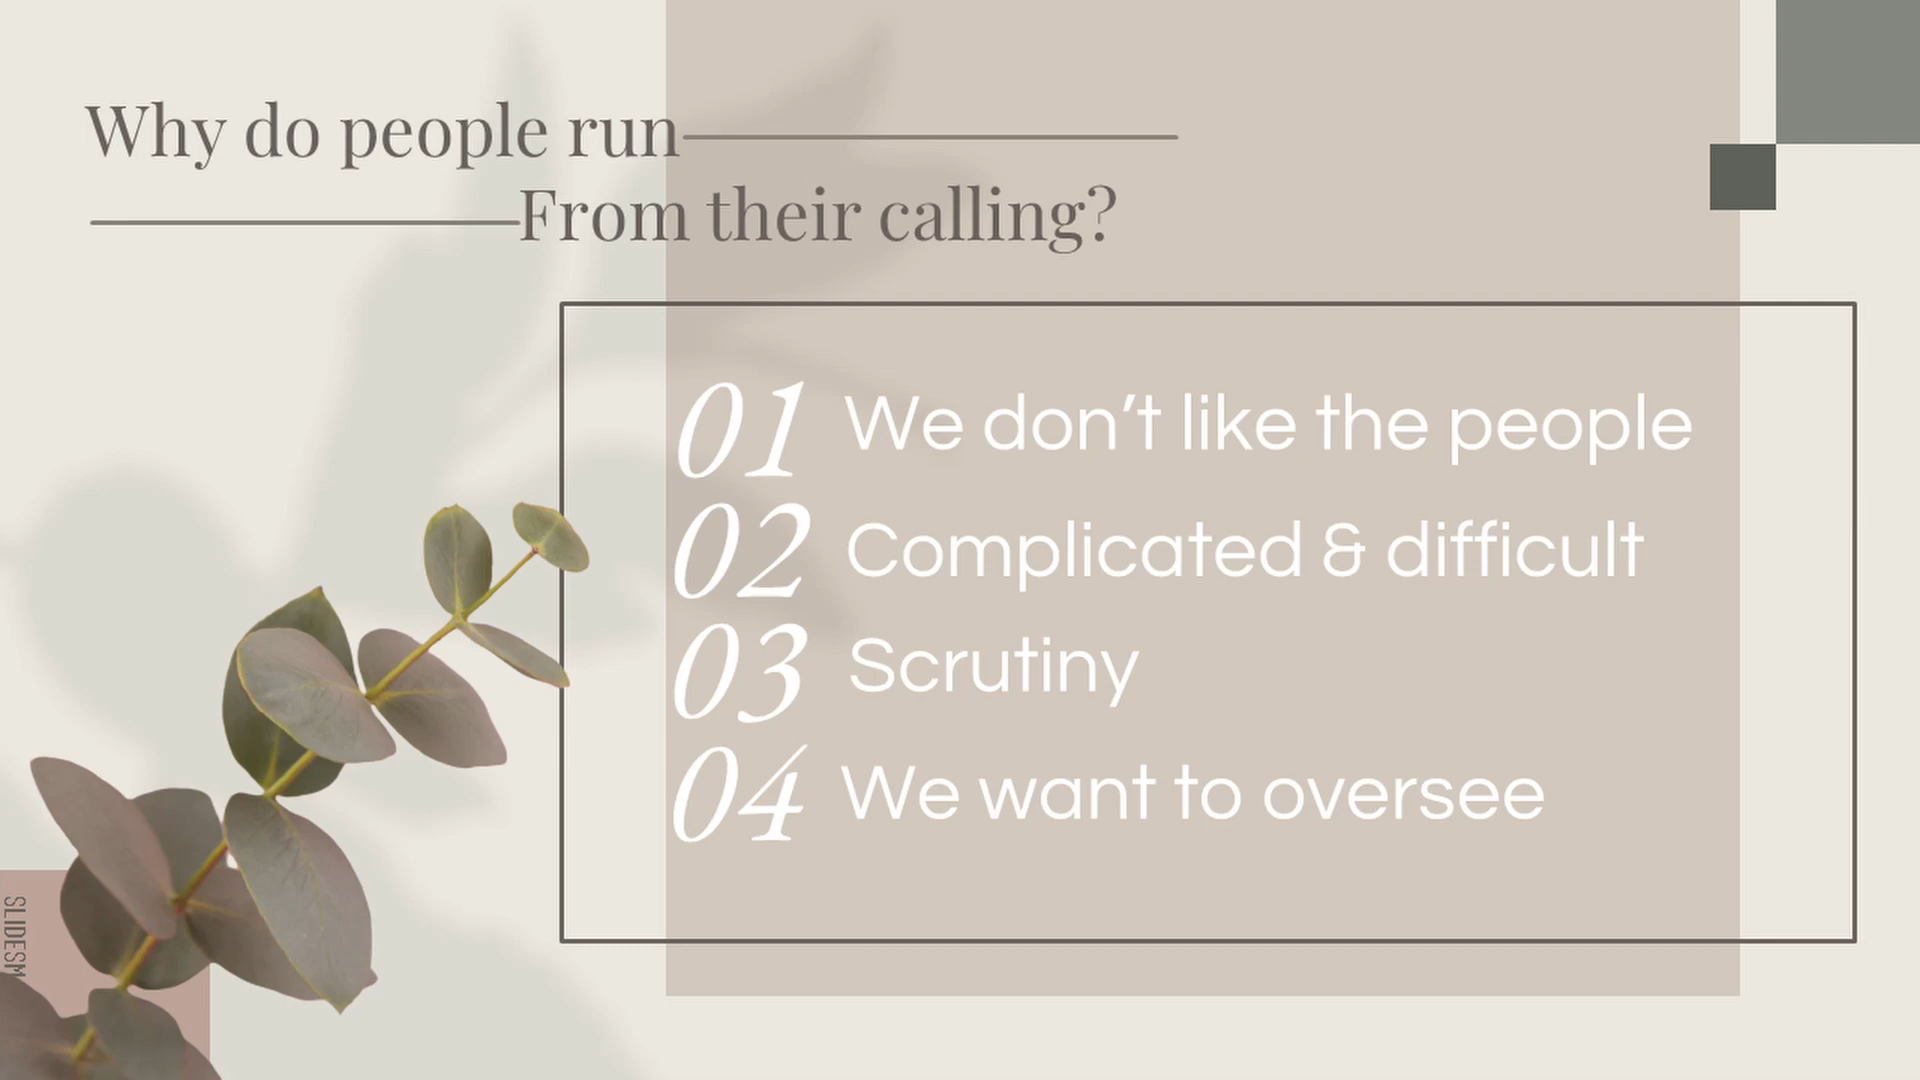 Why do people run
From their calling?
01 We don’t like the people
02 Complicated & difficult
03 Scrutiny
04 We want to oversee
SLIDESM